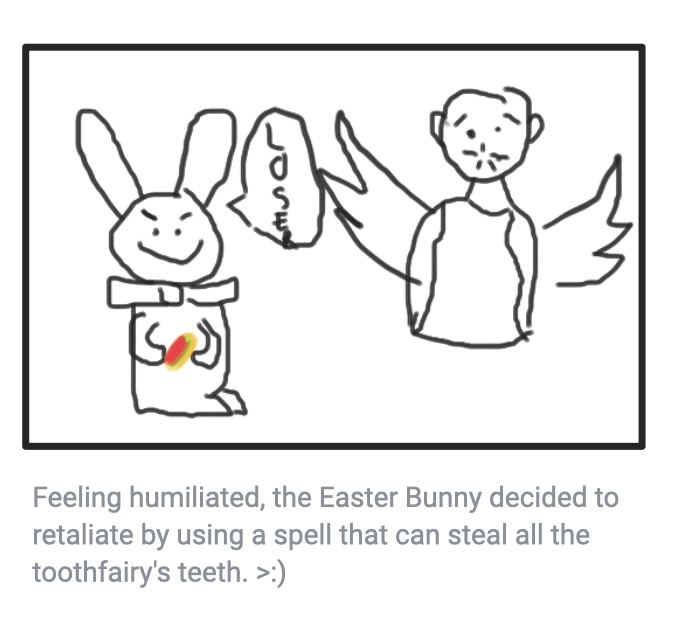 LOSER
Feeling humiliated, the Easter Bunny decided to
retaliate by using a spell that can steal all the
toothfairy's teeth. >:)